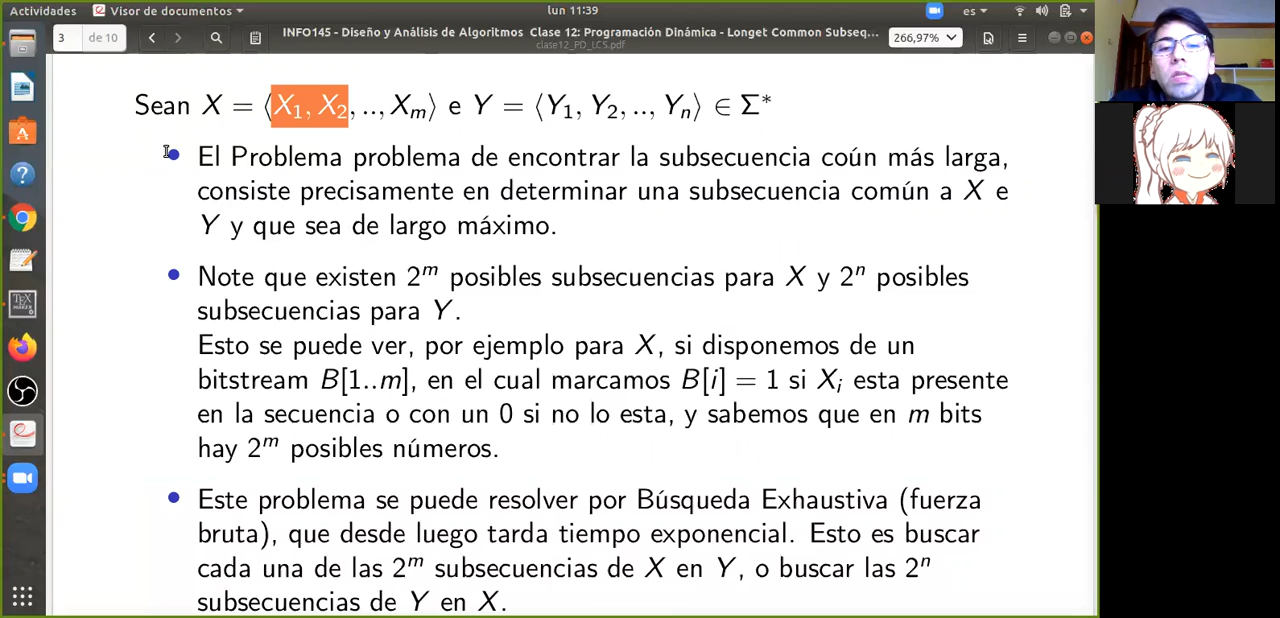 Actividades Visor de documentos lun 11:39 es
3 de 10 INFO145 - Diseño y Análisis de Algoritmos Clase 12: Programación Dinámica - Longet Common Subseq... 266,97%
clase12_PD_LCS.pdf
Sean X = ⟨X₁, X₂, .., Xₘ⟩ e Y = ⟨Y₁, Y₂, .., Yₙ⟩ ∈ Σ*
• El Problema problema de encontrar la subsecuencia coún más larga,
consiste precisamente en determinar una subsecuencia común a X e
Y y que sea de largo máximo.
• Note que existen 2ᵐ posibles subsecuencias para X y 2ⁿ posibles
subsecuencias para Y.
Esto se puede ver, por ejemplo para X, si disponemos de un
bitstream B[1..m], en el cual marcamos B[i] = 1 si Xᵢ esta presente
en la secuencia o con un 0 si no lo esta, y sabemos que en m bits
hay 2ᵐ posibles números.
• Este problema se puede resolver por Búsqueda Exhaustiva (fuerza
bruta), que desde luego tarda tiempo exponencial. Esto es buscar
cada una de las 2ᵐ subsecuencias de X en Y, o buscar las 2ⁿ
subsecuencias de Y en X.